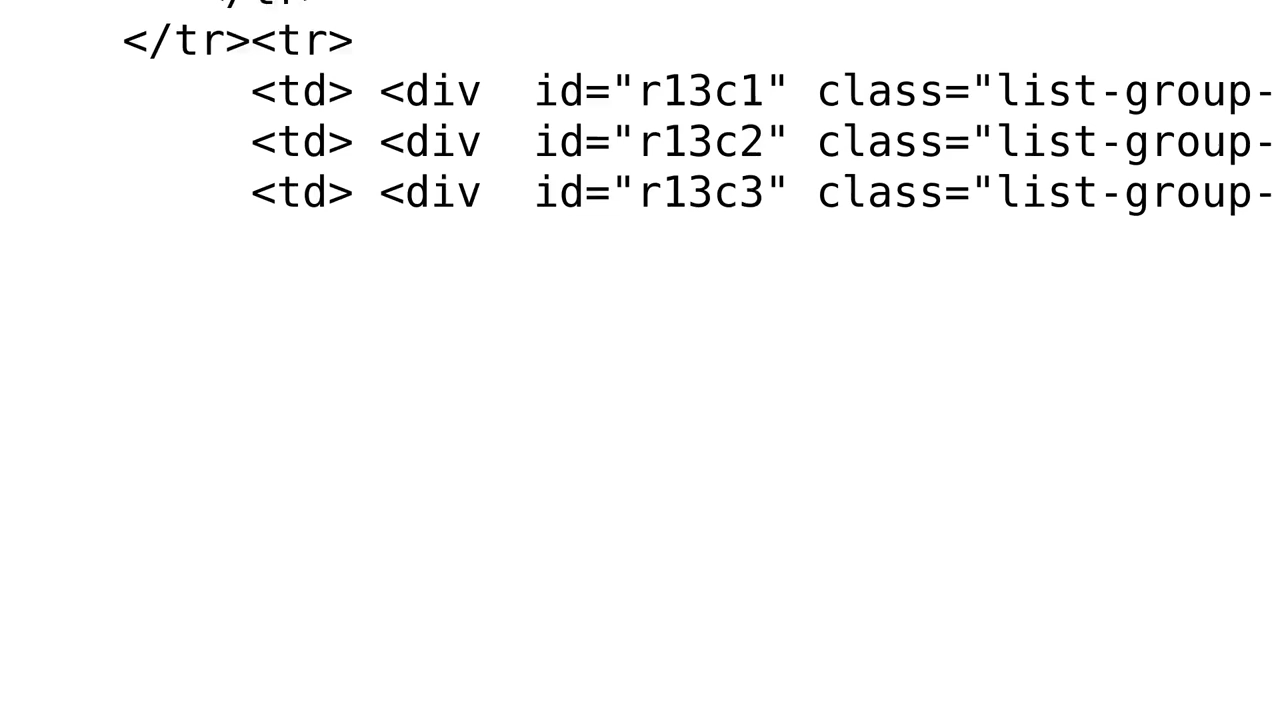 </tr><tr>
<td> <div  id="r13c1" class="list-group-
<td> <div  id="r13c2" class="list-group-
<td> <div  id="r13c3" class="list-group-